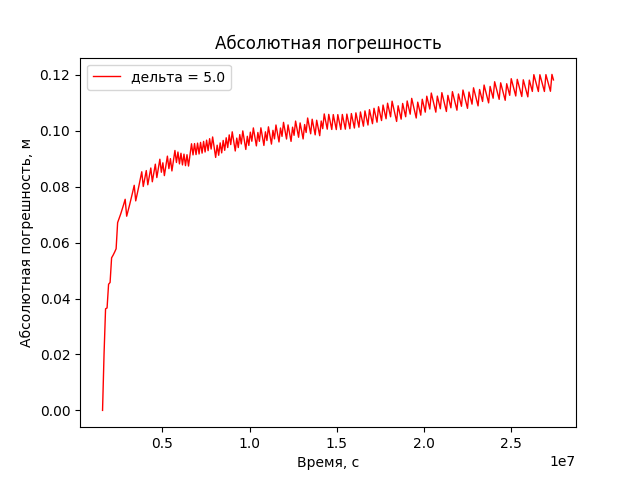 Абсолютная погрешность
дельта = 5.0
Абсолютная погрешность, м
0.12
0.10
0.08
0.06
0.04
0.02
0.00
0.5 1.0 1.5 2.0 2.5
1e7
Время, с